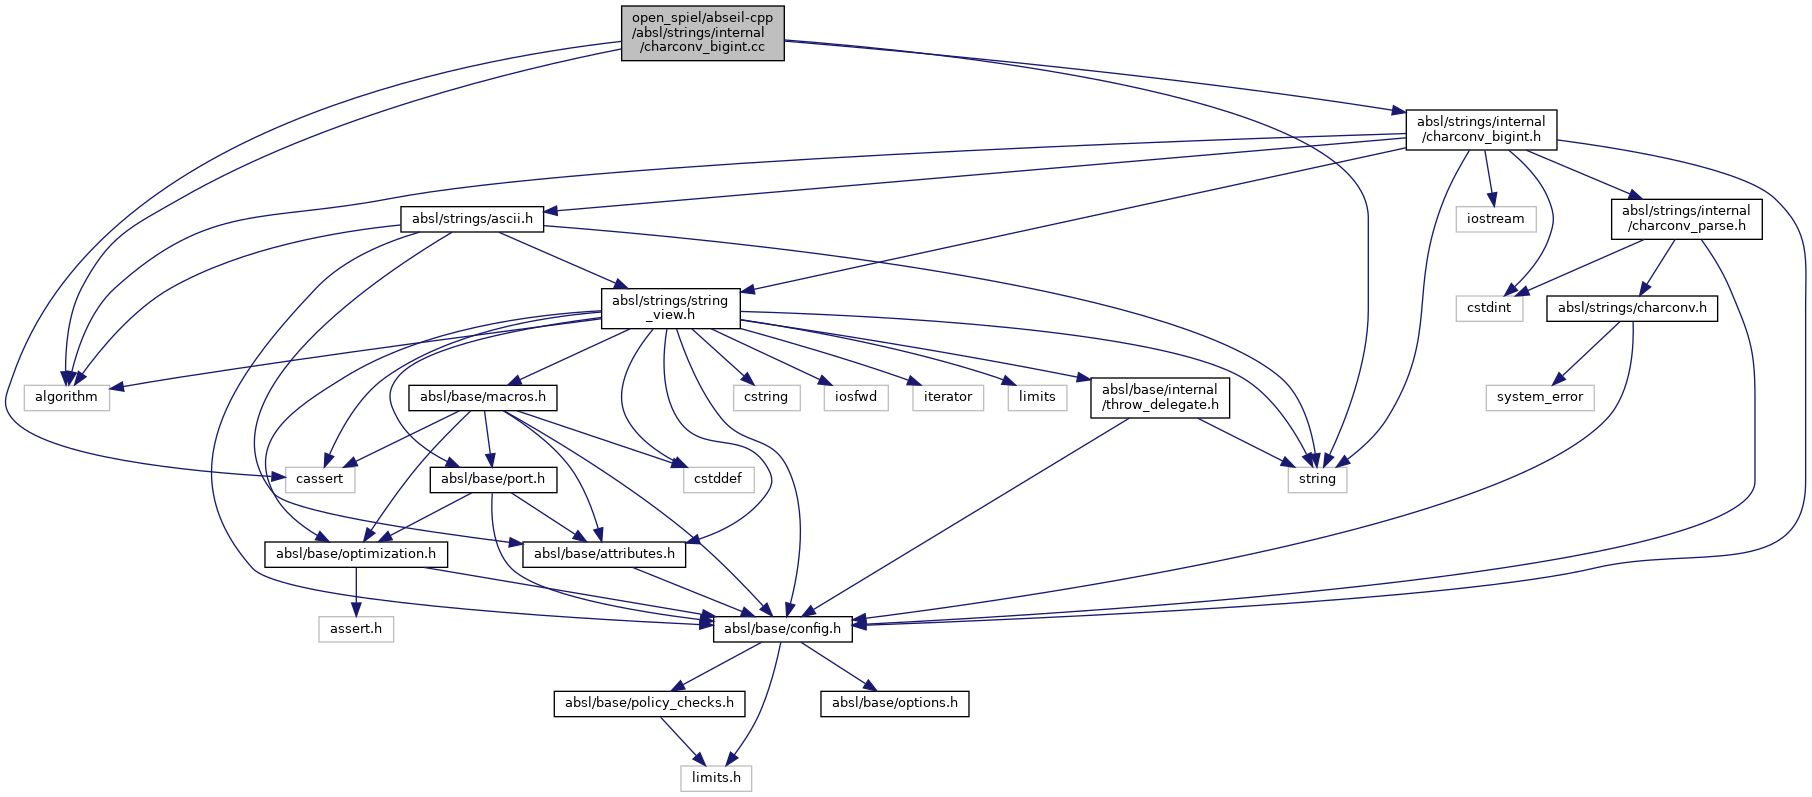 open_spiel/abseil-cpp
/absl/strings/internal
/charconv_bigint.cc
absl/strings/internal
/charconv_bigint.h
absl/strings/ascii.h
iostream
absl/strings/internal
/charconv_parse.h
absl/strings/string
_view.h
cstdint
absl/strings/charconv.h
algorithm
absl/base/macros.h
cstring
iosfwd
iterator
limits
absl/base/internal
/throw_delegate.h
system_error
cassert
absl/base/port.h
cstddef
string
absl/base/optimization.h
absl/base/attributes.h
assert.h
absl/base/config.h
absl/base/policy_checks.h
absl/base/options.h
limits.h